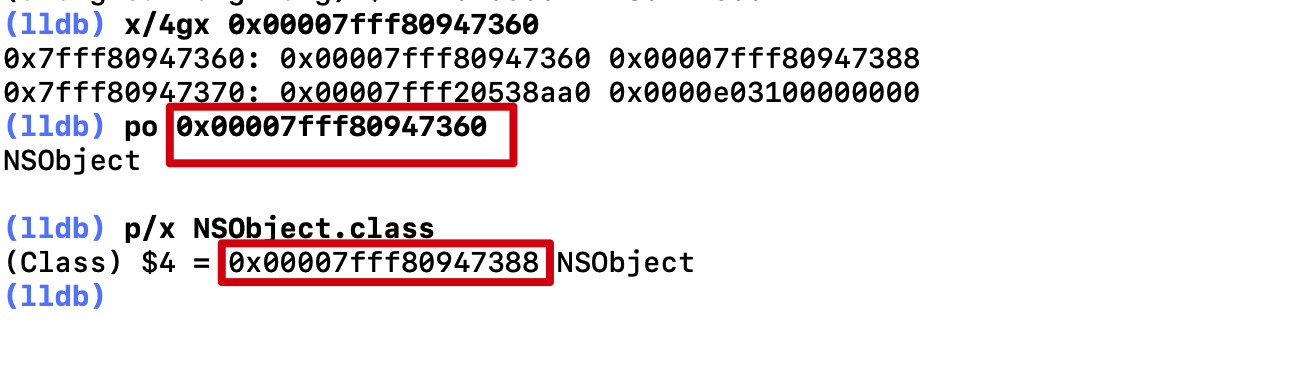 (lldb) x/4gx 0x00007fff80947360
0x7fff80947360: 0x00007fff80947360 0x00007fff80947388
0x7fff80947370: 0x00007fff20538aa0 0x0000e03100000000
(lldb) po 0x00007fff80947360
NSObject
(lldb) p/x NSObject.class
(Class) $4 = 0x00007fff80947388 NSObject
(lldb)